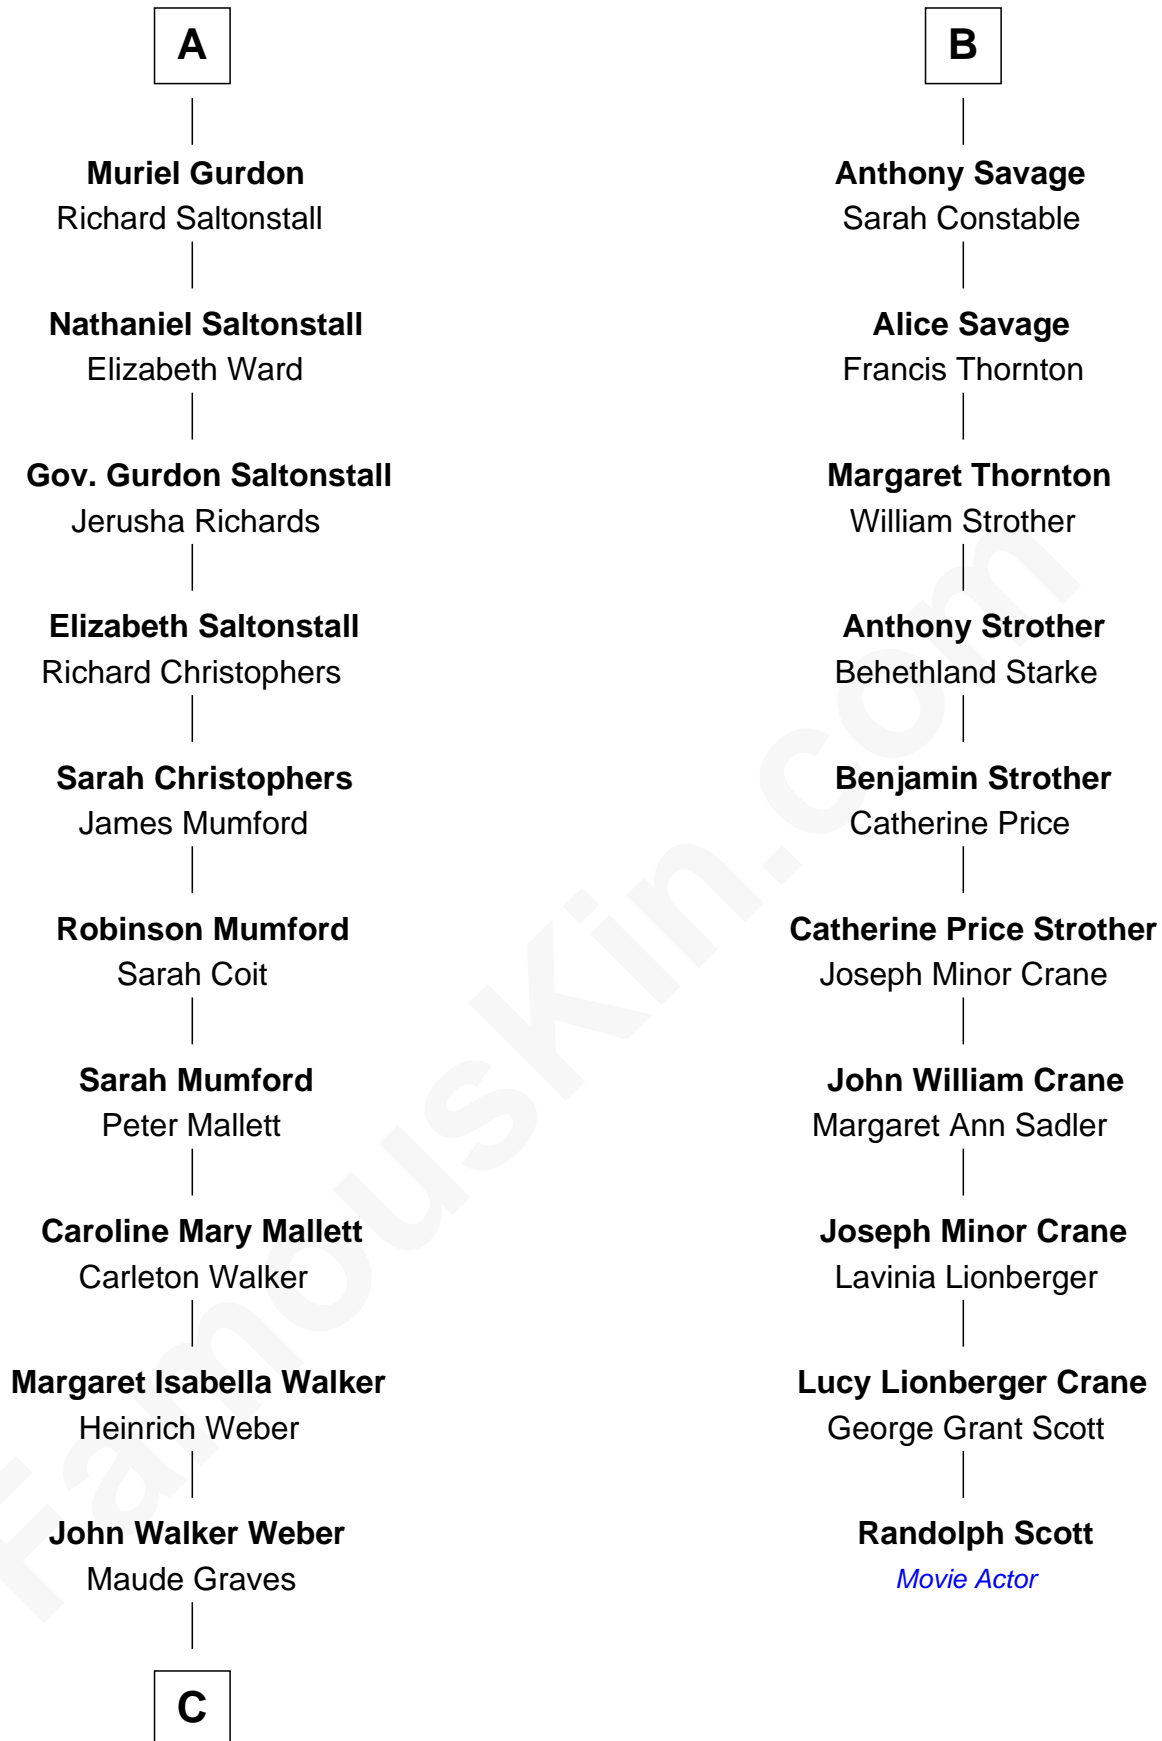 A
Muriel Gurdon
Richard Saltonstall
Nathaniel Saltonstall
Elizabeth Ward
Gov. Gurdon Saltonstall
Jerusha Richards
Elizabeth Saltonstall
Richard Christophers
Sarah Christophers
James Mumford
Robinson Mumford
Sarah Coit
Sarah Mumford
Peter Mallett
Caroline Mary Mallett
Carleton Walker
Margaret Isabella Walker
Heinrich Weber
John Walker Weber
Maude Graves
C
B
Anthony Savage
Sarah Constable
Alice Savage
Francis Thornton
Margaret Thornton
William Strother
Anthony Strother
Behethland Starke
Benjamin Strother
Catherine Price
Catherine Price Strother
Joseph Minor Crane
John William Crane
Margaret Ann Sadler
Joseph Minor Crane
Lavinia Lionberger
Lucy Lionberger Crane
George Grant Scott
Randolph Scott
Movie Actor
FamousKin.com